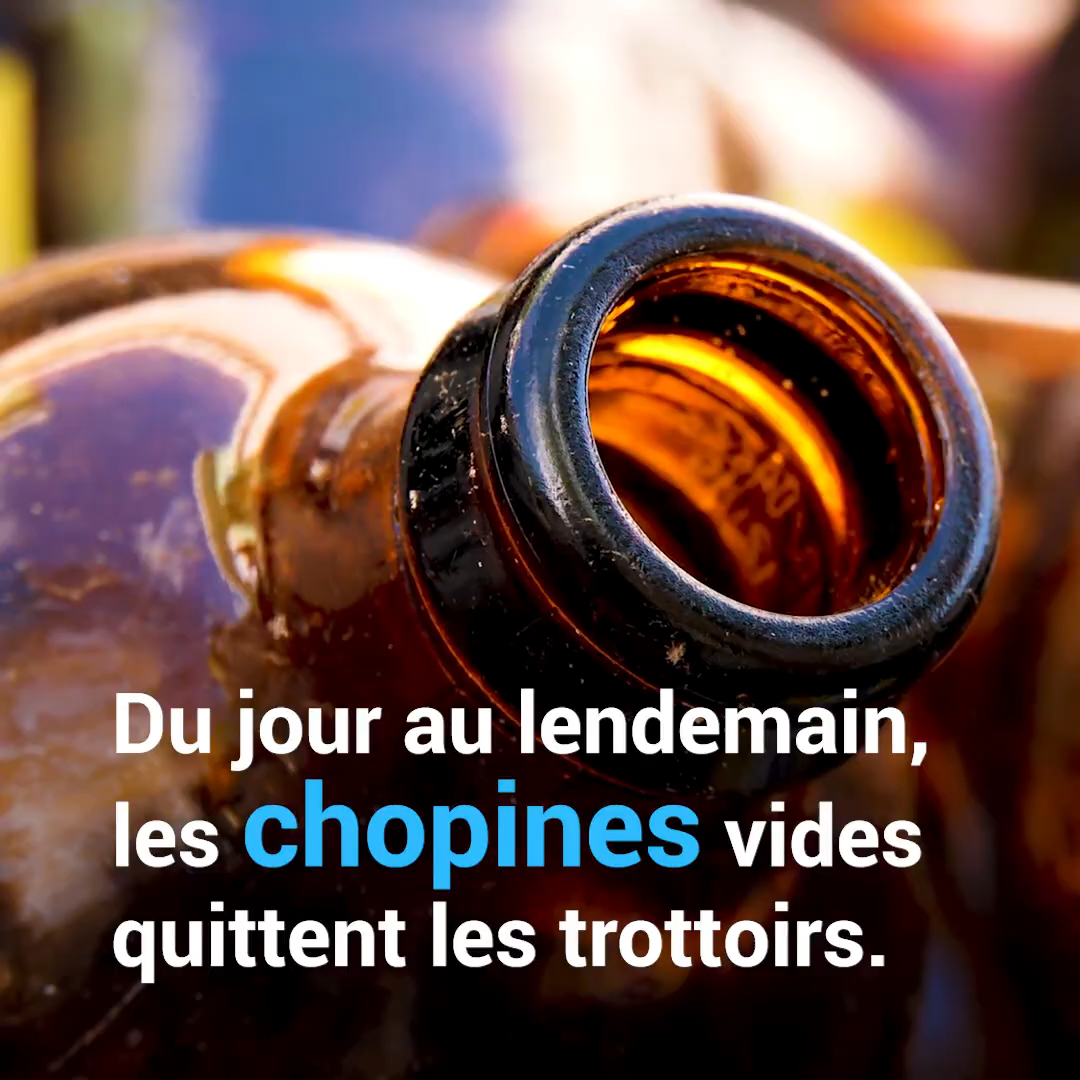 Du jour au lendemain,
les chopines vides
quittent les trottoirs.